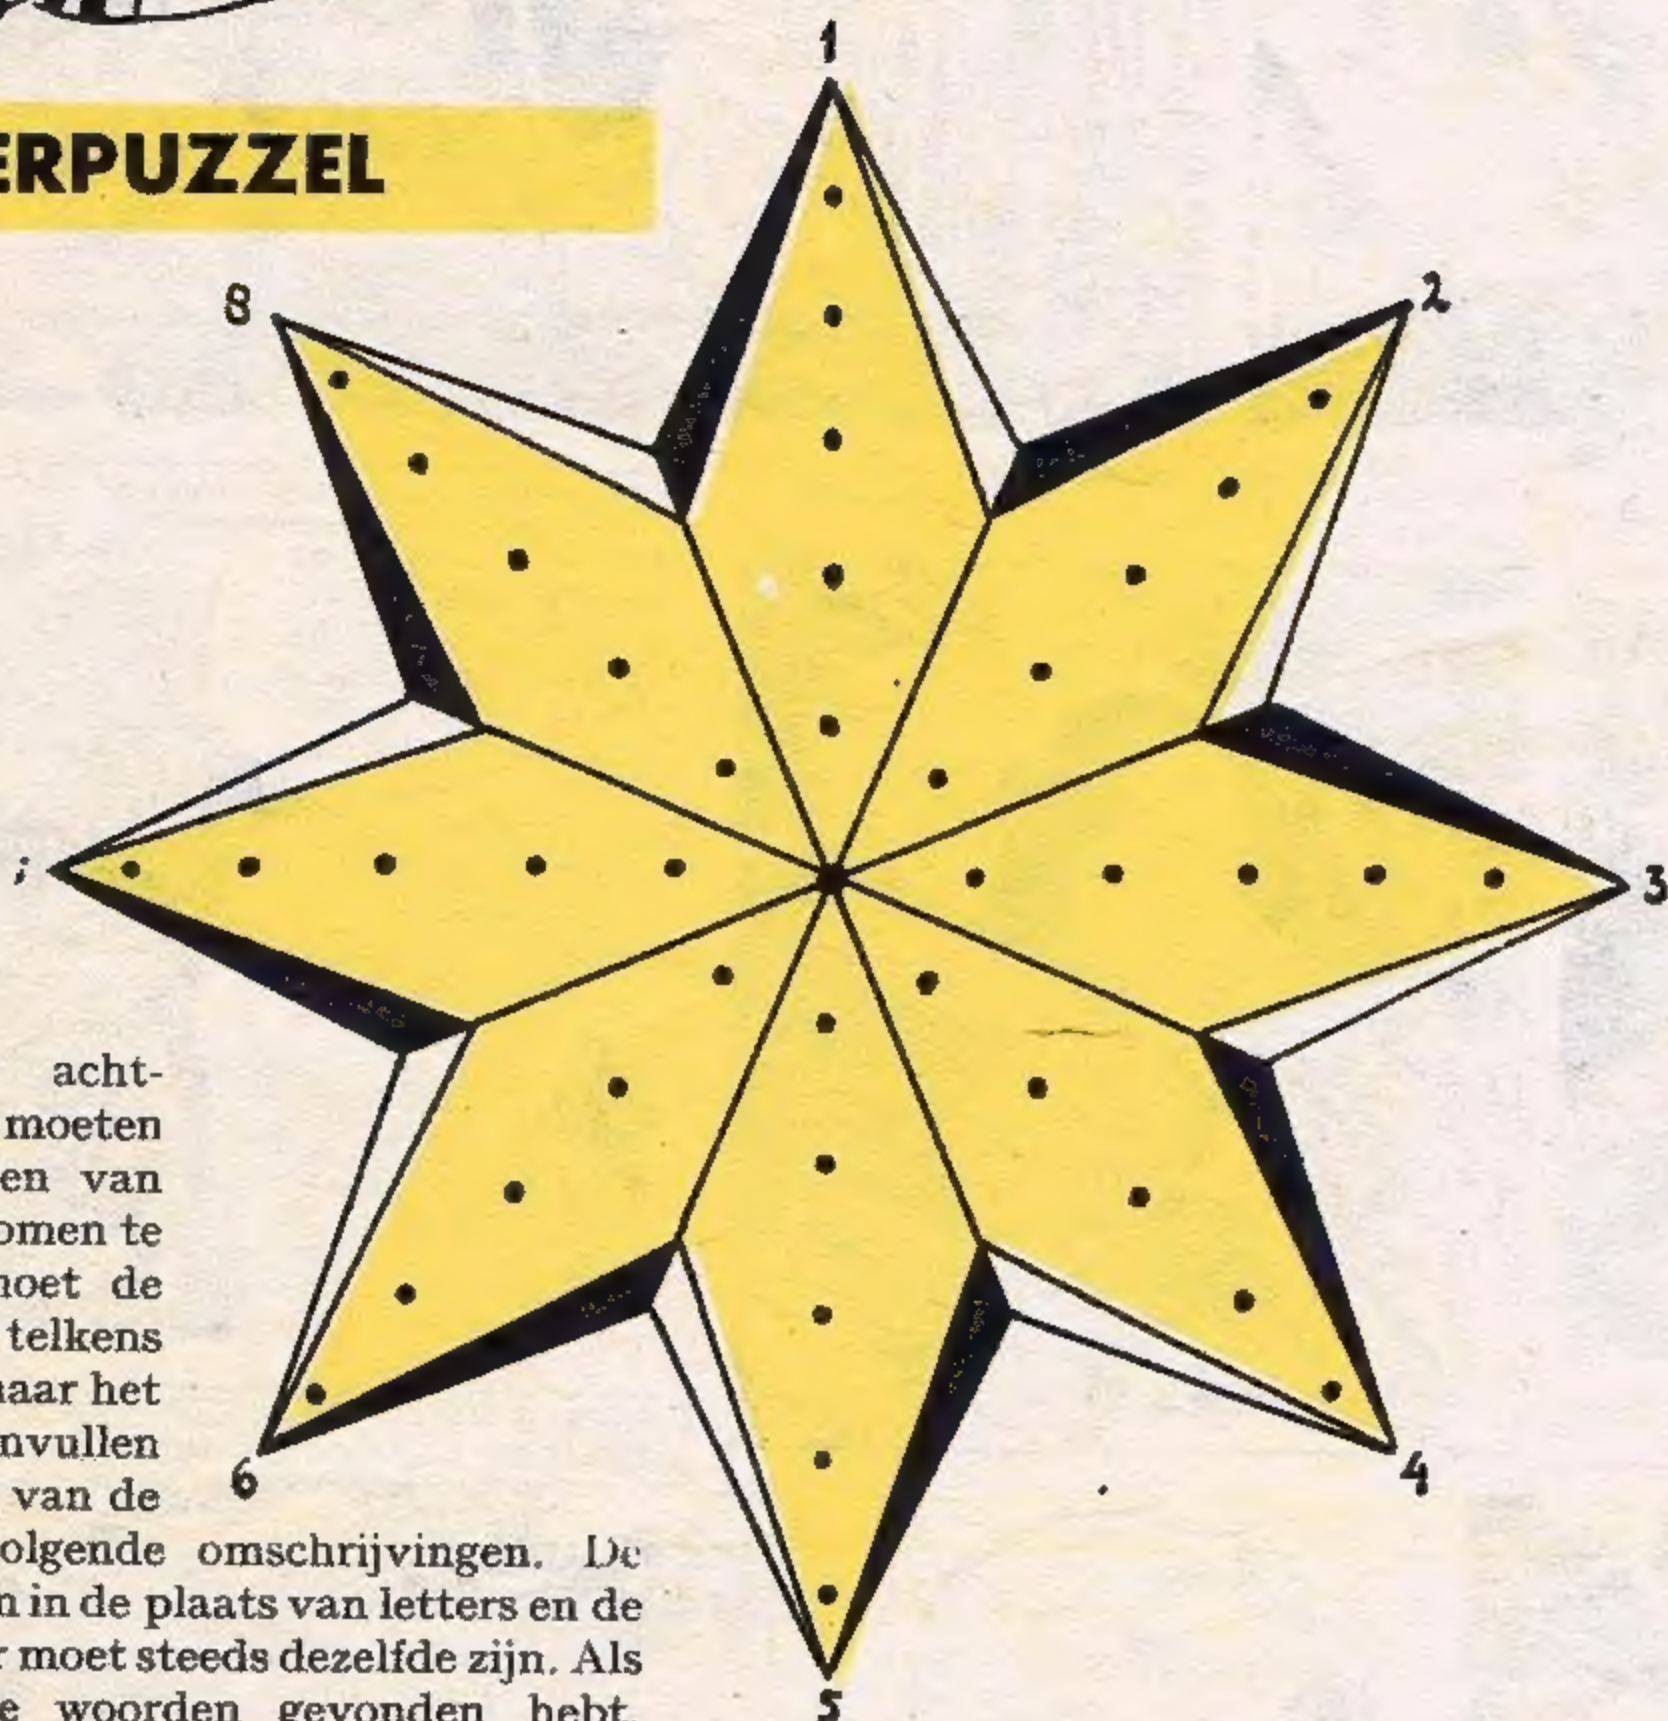 1
ERPUZZEL
8
2
3
acht-
moeten
en van
omen te
noet de
telkens
naar het
nvullen
6
van de
4
olgende omschrijvingen. De
n in de plaats van letters en de
r moet steeds dezelfde zijn. Als
e woorden gevonden hebt,
5